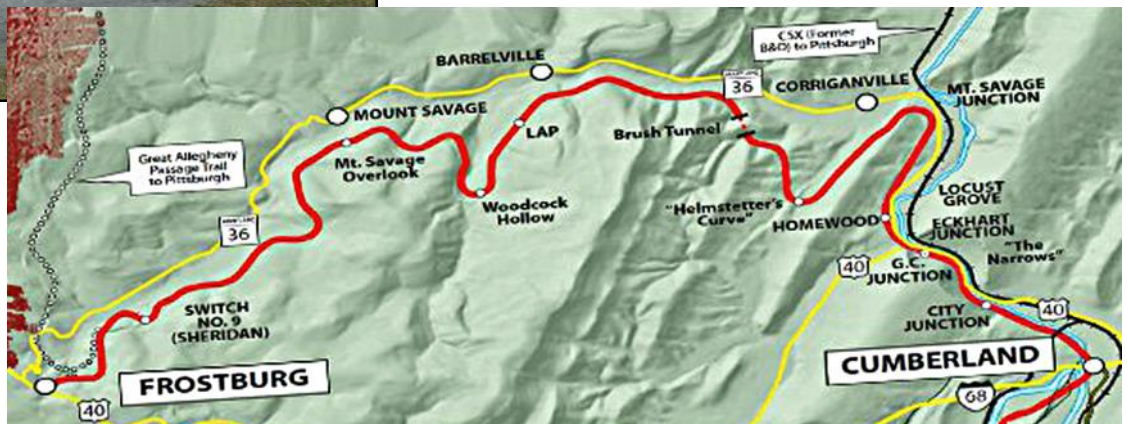 CSX (Former
B&O) to Pittsburgh
BARRELVILLE
36
CORRIGANVILLE
MT. SAVAGE
JUNCTION
MOUNT SAVAGE
LAP
Brush Tunnel
Great Allegheny
Passage Trail
to Pittsburgh
Mt. Savage
Overlook
Woodcock
Hollow
"Helmstetter's
Curve"
LOCUST
GROVE
HOMEWOOD
ECKHART
JUNCTION
36
"The
Narrows"
40
G.C.
JUNCTION
SWITCH
NO. 9
(SHERIDAN)
CITY
JUNCTION
40
CUMBERLAND
FROSTBURG
40
68